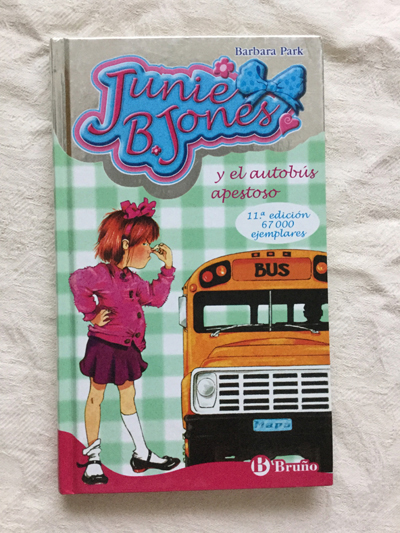 Barbara Park
Junie
B. Jones
y el autobús
apestoso
11.ª edición
67 000
ejemplares
BUS
B Bruño